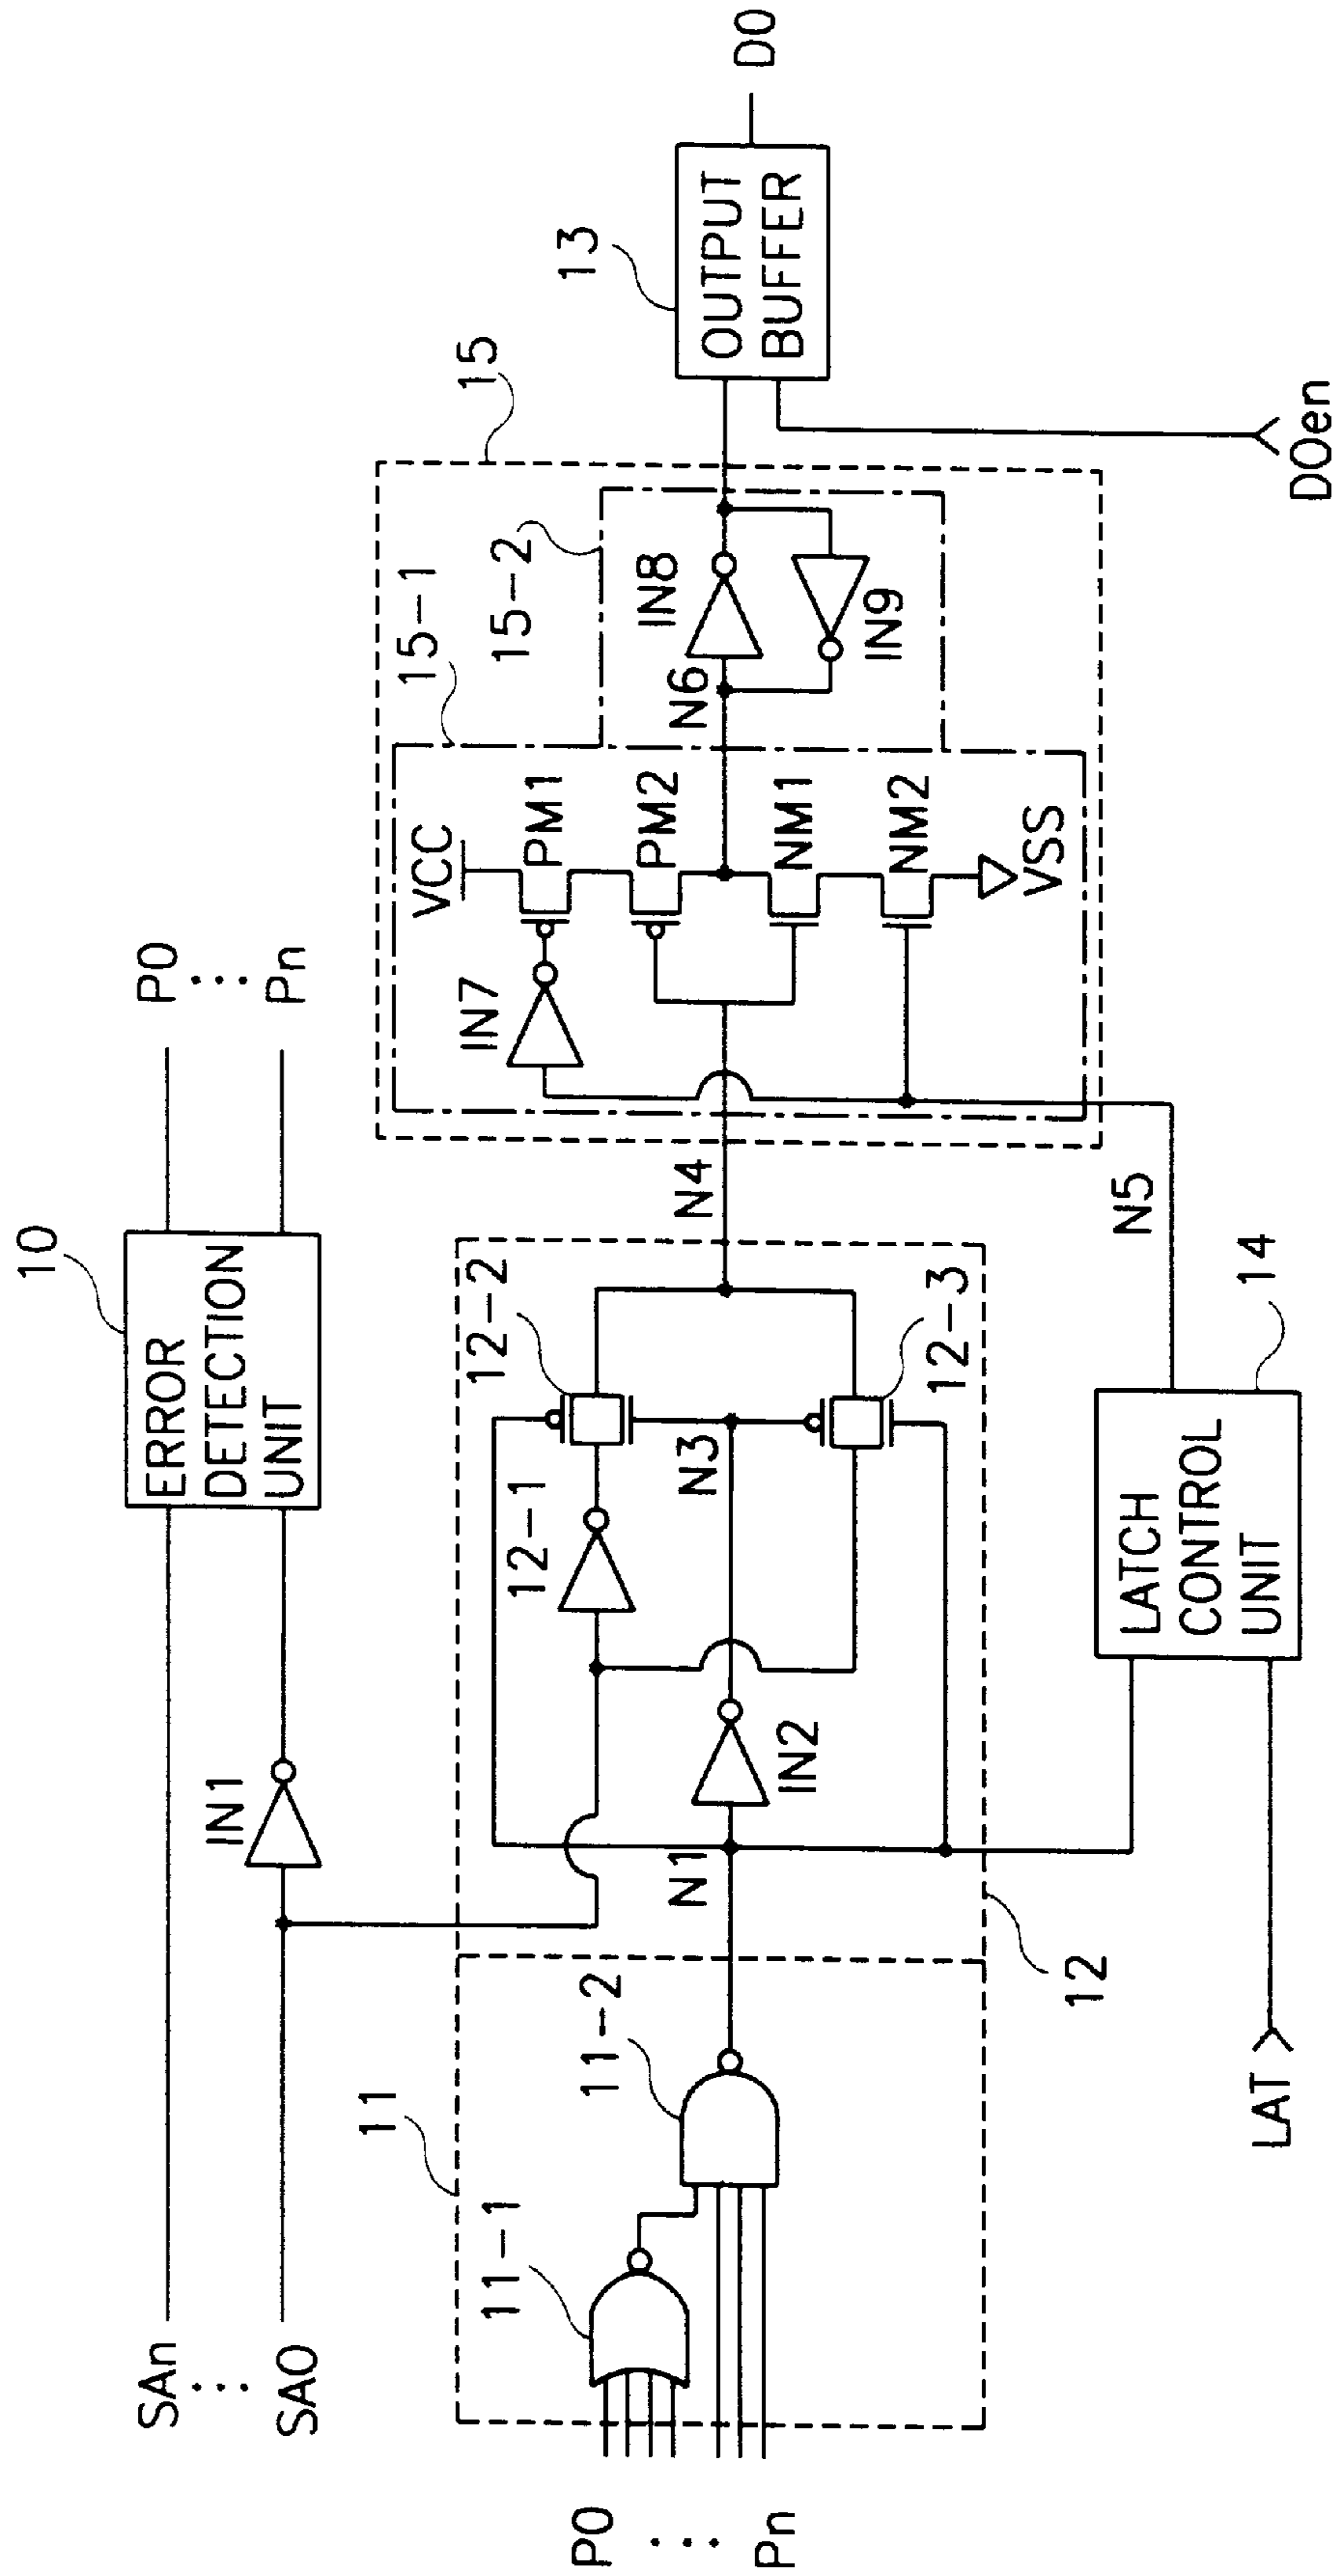 SAn
⋮
SA0
IN1
10
ERROR
DETECTION
UNIT
P0
⋮
Pn
11
11-1
11-2
P0
⋮
Pn
N1
IN2
12
12-1
12-2
N3
12-3
N4
15
15-1
15-2
VCC
IN7
PM1
PM2
NM1
NM2
VSS
N6
IN8
IN9
13
OUTPUT
BUFFER
DO
DOen
LAT
14
LATCH
CONTROL
UNIT
N5